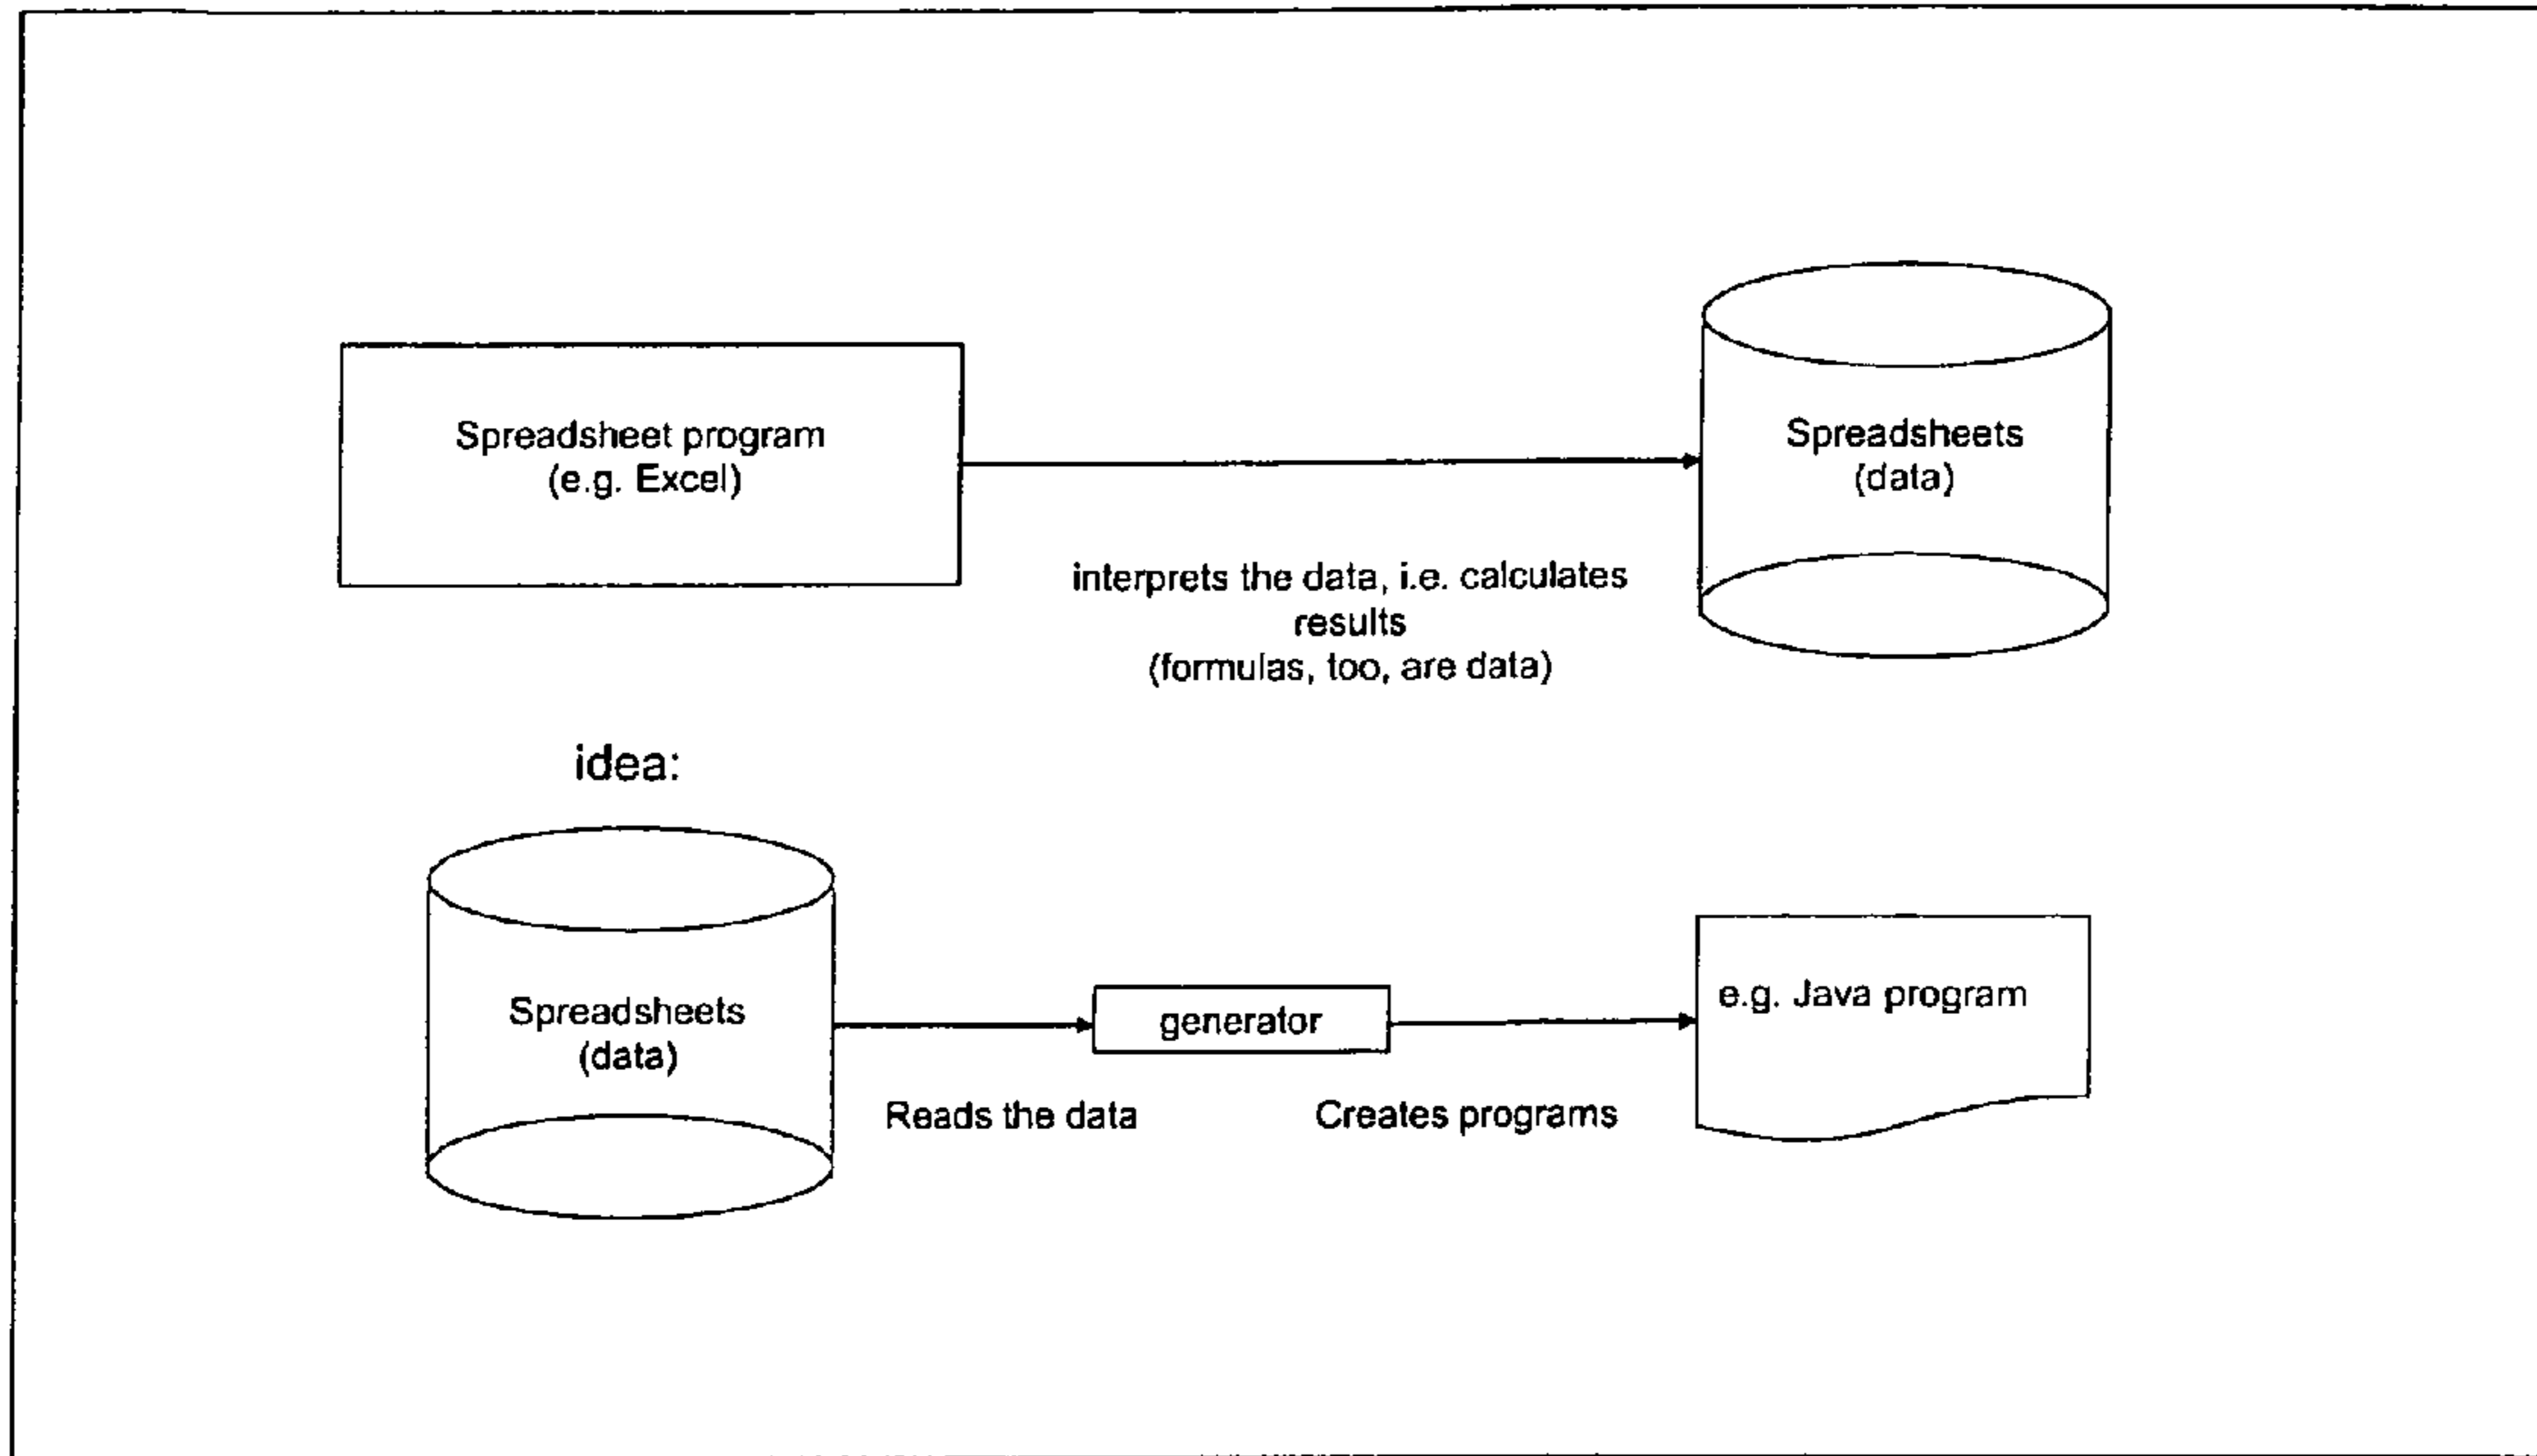 Spreadsheet program
(e.g. Excel)
Spreadsheets
(data)
interprets the data, i.e. calculates
results
(formulas, too, are data)
idea:
Spreadsheets
(data)
generator
e.g. Java program
Reads the data
Creates programs